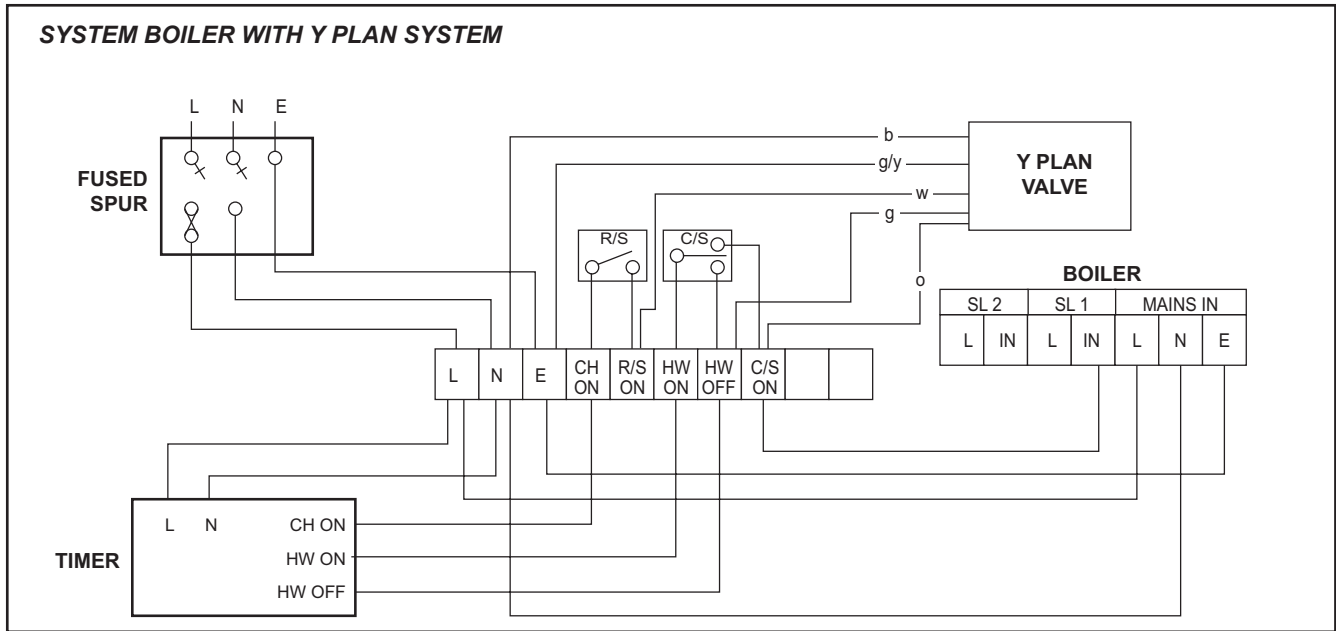 SYSTEM BOILER WITH Y PLAN SYSTEM
L N E
FUSED
SPUR
b
g/y
w
g
o
Y PLAN
VALVE
R/S
C/S
BOILER
SL 2 SL 1 MAINS IN
L IN L IN L N E
L N E CH ON R/S ON HW ON HW OFF C/S ON
TIMER
L N CH ON
HW ON
HW OFF